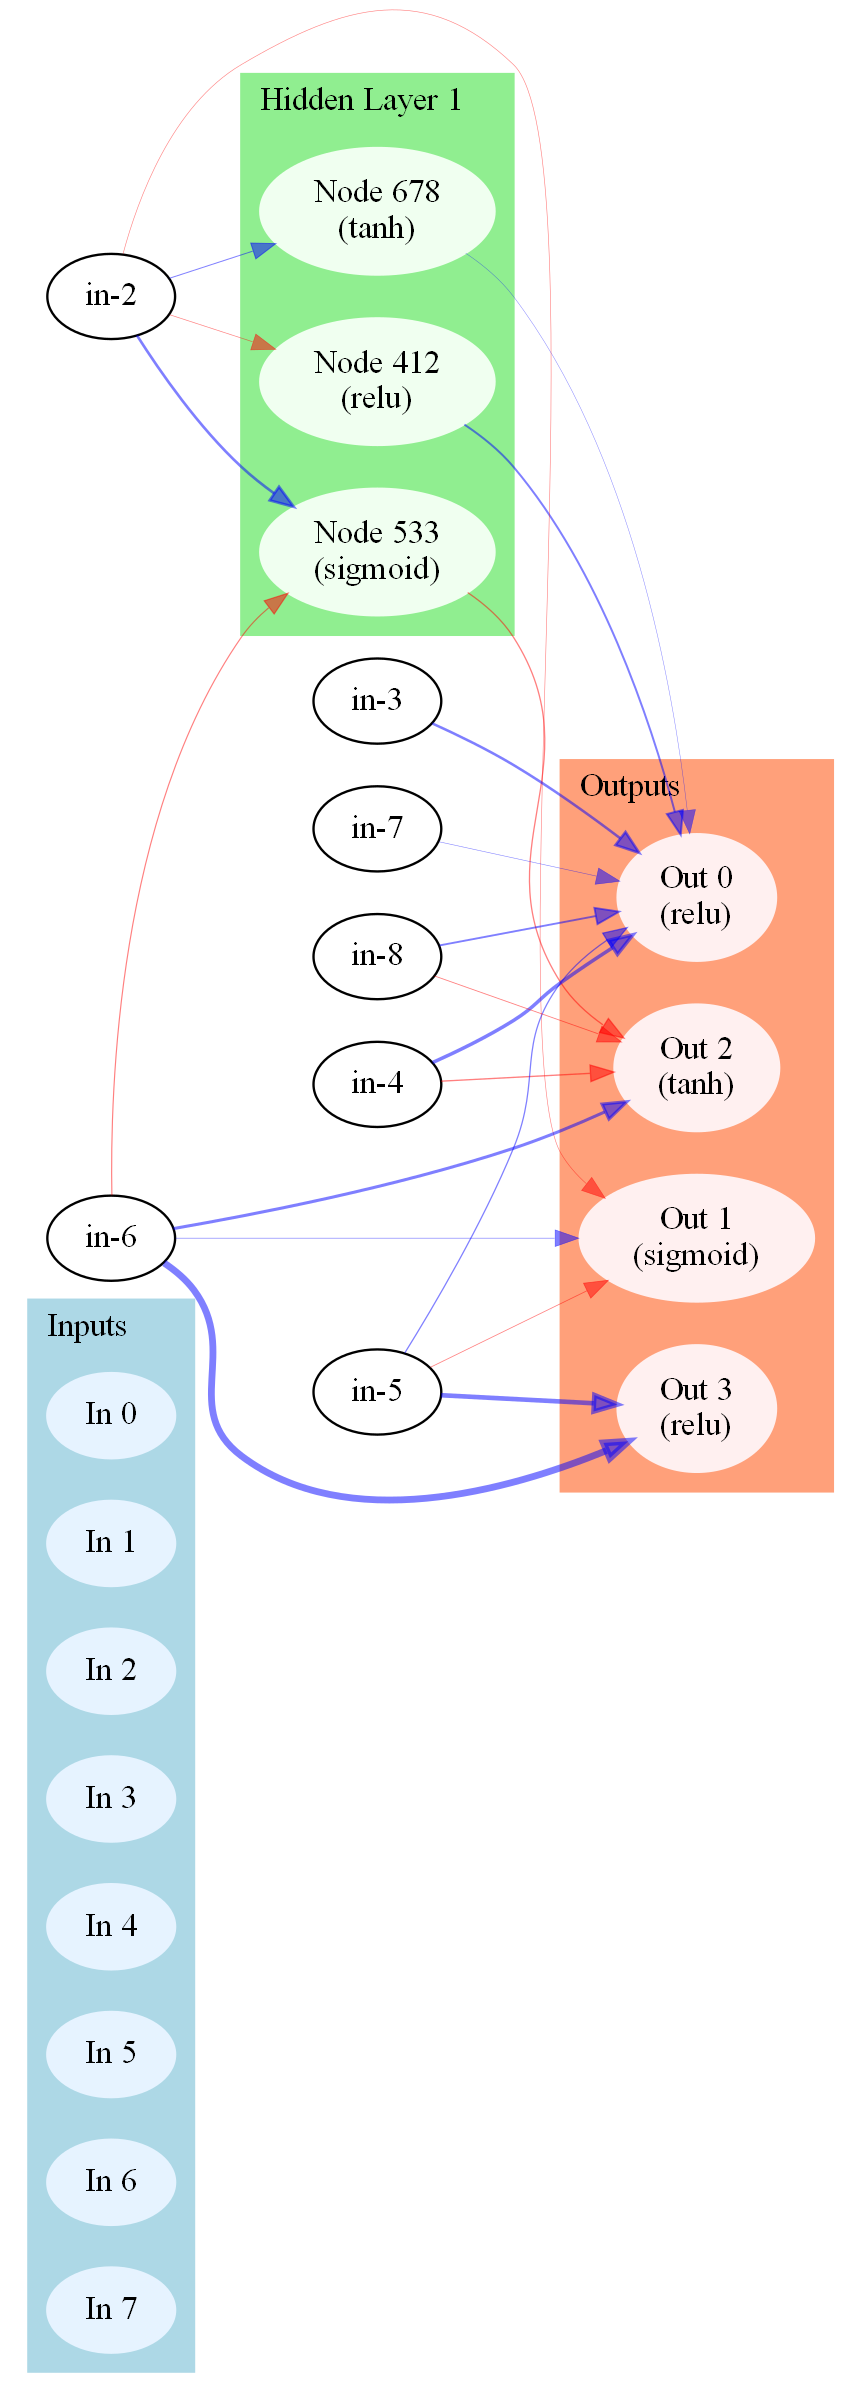 Hidden Layer 1
Node 678
(tanh)
in-2
Node 412
(relu)
Node 533
(sigmoid)
in-3
in-7
in-8
in-4
Outputs
Out 0
(relu)
Out 2
(tanh)
Out 1
(sigmoid)
Out 3
(relu)
in-6
in-5
Inputs
In 0
In 1
In 2
In 3
In 4
In 5
In 6
In 7